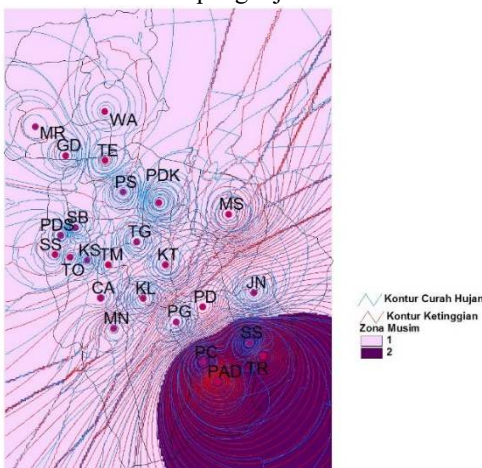 WA
MR
GD
TE
PS
PDK
MS
SB
PDS
SS
TO
KS
TM
TG
KT
CA
KL
JN
PD
PG
MN
SS
PC
PAD
TR
Kontur Curah Hujan
Kontur Ketinggian
Zona Musim
1
2